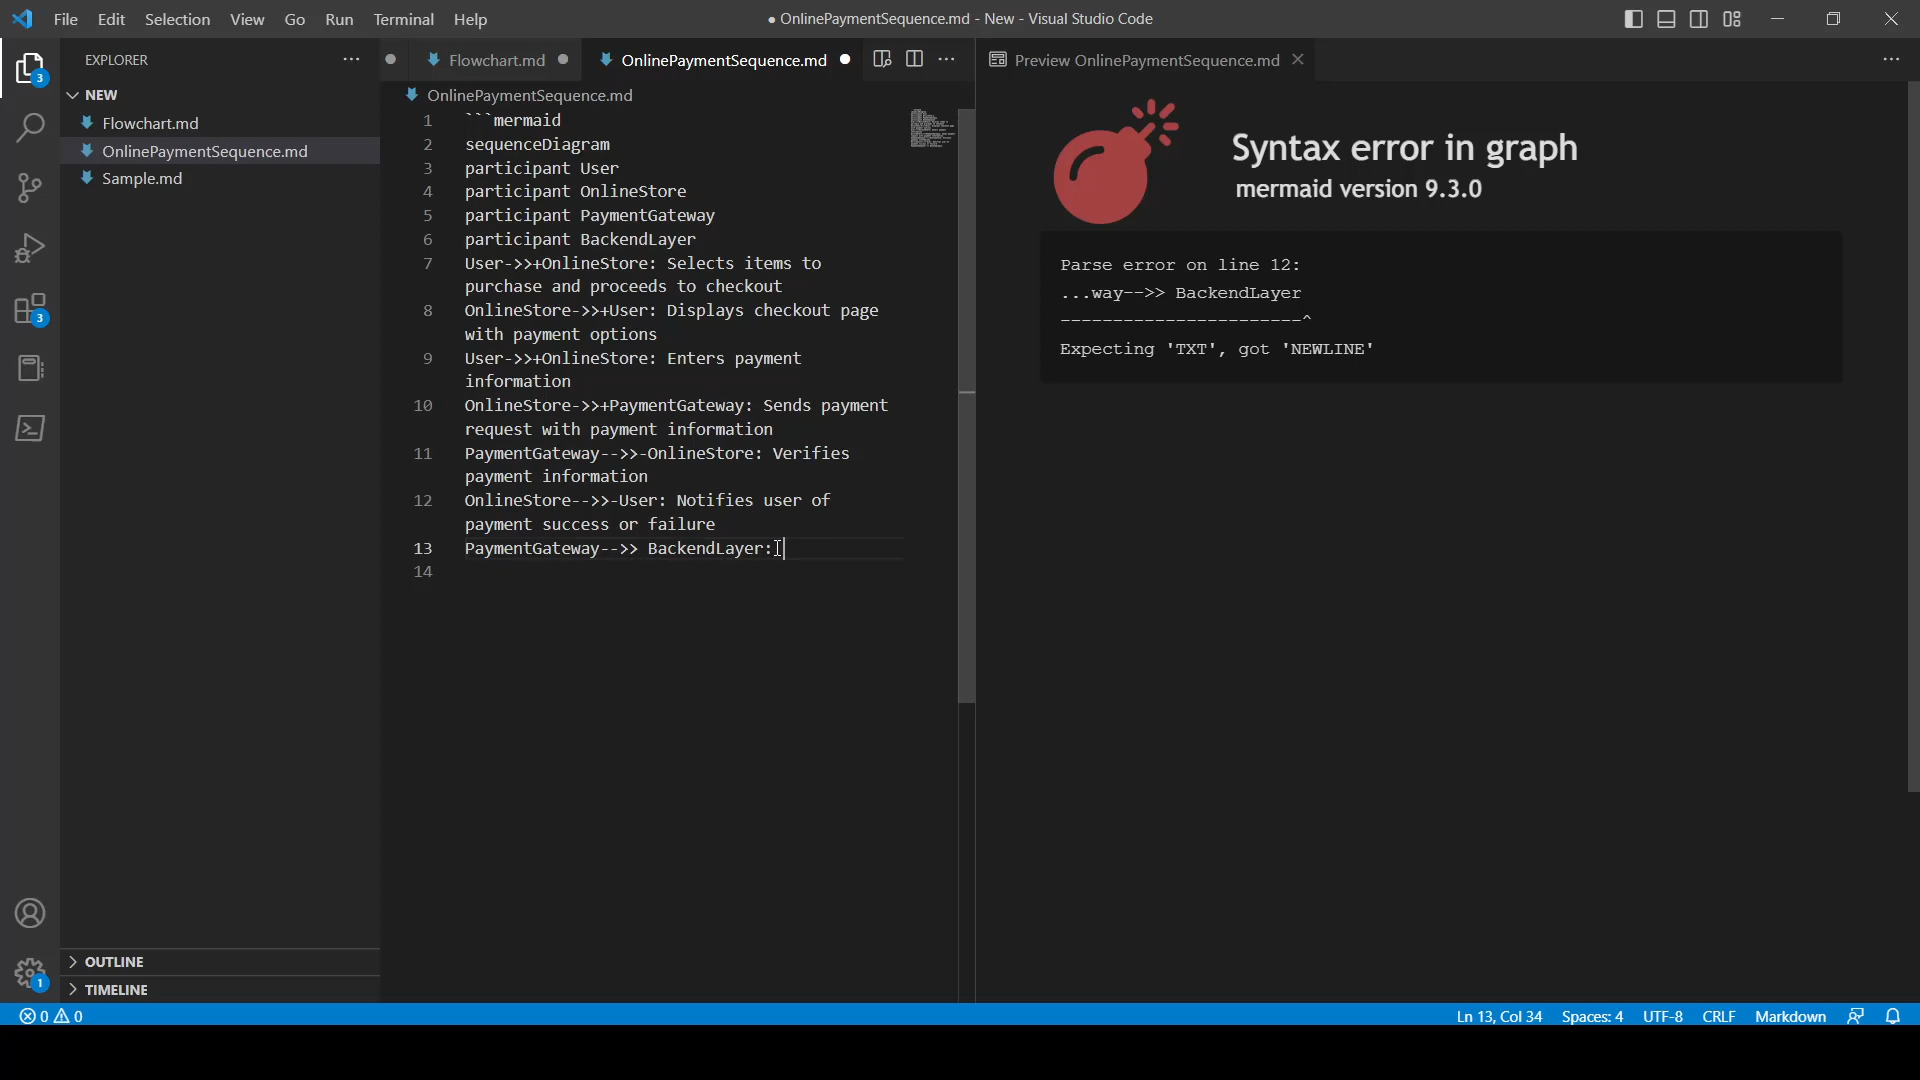 File Edit Selection View Go Run Terminal Help
● OnlinePaymentSequence.md - New - Visual Studio Code
EXPLORER
NEW
Flowchart.md
OnlinePaymentSequence.md
Sample.md
OUTLINE
TIMELINE
3
3
1
Flowchart.md
OnlinePaymentSequence.md
OnlinePaymentSequence.md
1 ```mermaid
2 sequenceDiagram
3 participant User
4 participant OnlineStore
5 participant PaymentGateway
6 participant BackendLayer
7 User->>+OnlineStore: Selects items to
purchase and proceeds to checkout
8 OnlineStore->>+User: Displays checkout page
with payment options
9 User->>+OnlineStore: Enters payment
information
10 OnlineStore->>+PaymentGateway: Sends payment
request with payment information
11 PaymentGateway-->>-OnlineStore: Verifies
payment information
12 OnlineStore-->>-User: Notifies user of
payment success or failure
13 PaymentGateway-->> BackendLayer:
14
Preview OnlinePaymentSequence.md
Syntax error in graph
mermaid version 9.3.0
Parse error on line 12:
...way-->> BackendLayer
-----------------------^
Expecting 'TXT', got 'NEWLINE'
0 0
Ln 13, Col 34 Spaces: 4 UTF-8 CRLF Markdown